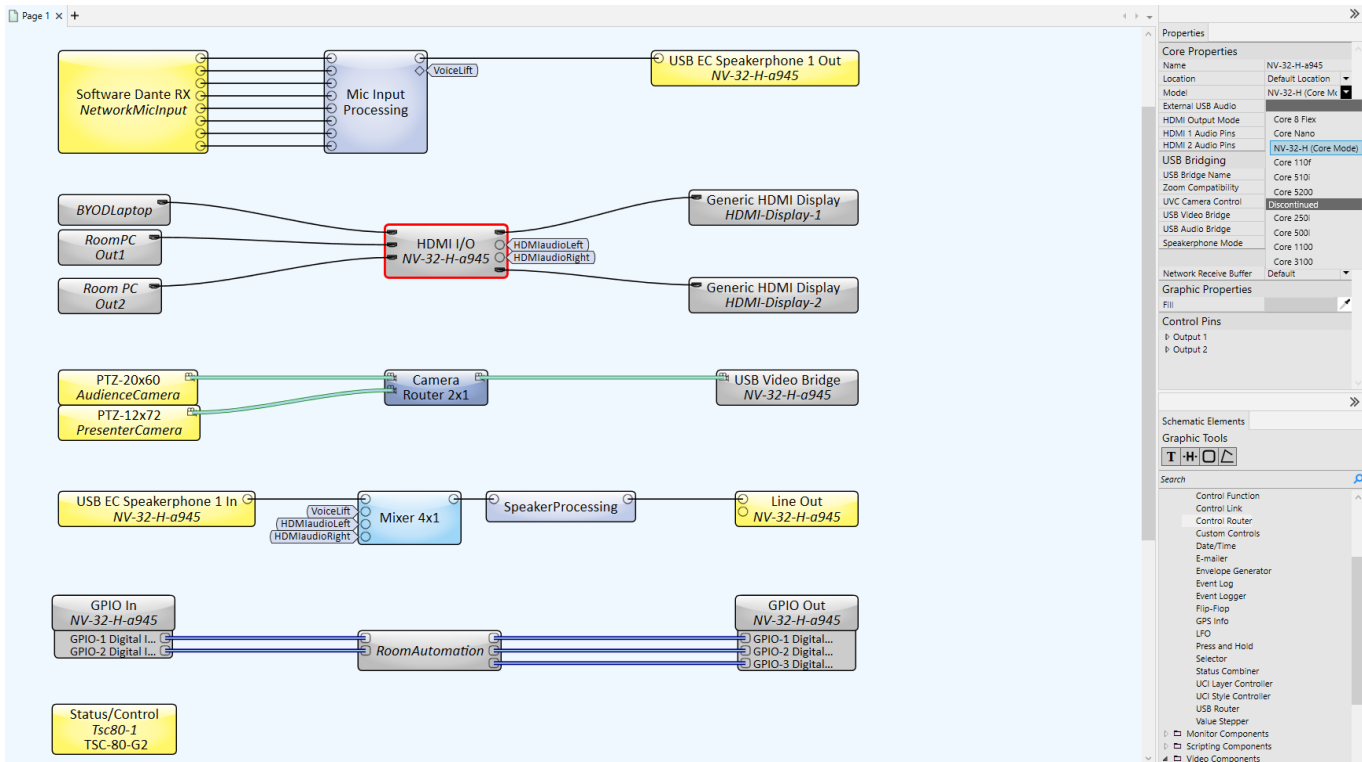 Page 1
Software Dante RX
NetworkMicInput
Mic Input
Processing
VoiceLift
USB EC Speakerphone 1 Out
NV-32-H-a945
BYODLaptop
RoomPC
Out1
Room PC
Out2
HDMI I/O
NV-32-H-a945
HDMIaudioLeft
HDMIaudioRight
Generic HDMI Display
HDMI-Display-1
Generic HDMI Display
HDMI-Display-2
PTZ-20x60
AudienceCamera
PTZ-12x72
PresenterCamera
Camera
Router 2x1
USB Video Bridge
NV-32-H-a945
USB EC Speakerphone 1 In
NV-32-H-a945
VoiceLift
HDMIaudioLeft
HDMIaudioRight
Mixer 4x1
SpeakerProcessing
Line Out
NV-32-H-a945
GPIO In
NV-32-H-a945
GPIO-1 Digital I...
GPIO-2 Digital I...
RoomAutomation
GPIO Out
NV-32-H-a945
GPIO-1 Digital...
GPIO-2 Digital...
GPIO-3 Digital...
Status/Control
Tsc80-1
TSC-80-G2
Properties
Core Properties
Name NV-32-H-a945
Location Default Location
Model NV-32-H (Core Mc
External USB Audio
HDMI Output Mode
HDMI 1 Audio Pins
HDMI 2 Audio Pins
USB Bridging
USB Bridge Name
Zoom Compatibility
UVC Camera Control
USB Video Bridge
USB Audio Bridge
Speakerphone Mode
Core 8 Flex
Core Nano
NV-32-H (Core Mode)
Core 110f
Core 510i
Core 5200
Discontinued
Core 250i
Core 500i
Core 1100
Core 3100
Network Receive Buffer Default
Graphic Properties
Fill
Control Pins
Output 1
Output 2
Schematic Elements
Graphic Tools
T H
Search
Control Function
Control Link
Control Router
Custom Controls
Date/Time
E-mailer
Envelope Generator
Event Log
Event Logger
Flip-Flop
GPS Info
LFO
Press and Hold
Selector
Status Combiner
UCI Layer Controller
UCI Style Controller
USB Router
Value Stepper
Monitor Components
Scripting Components
Video Components